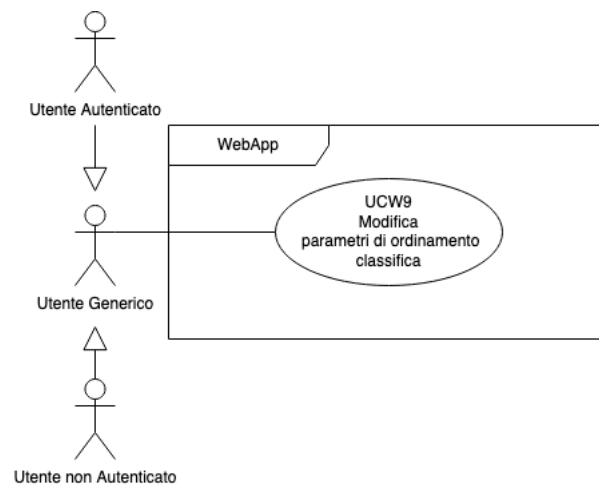 Utente Autenticato
WebApp
UCW9
Modifica
parametri di ordinamento
classifica
Utente Generico
Utente non Autenticato